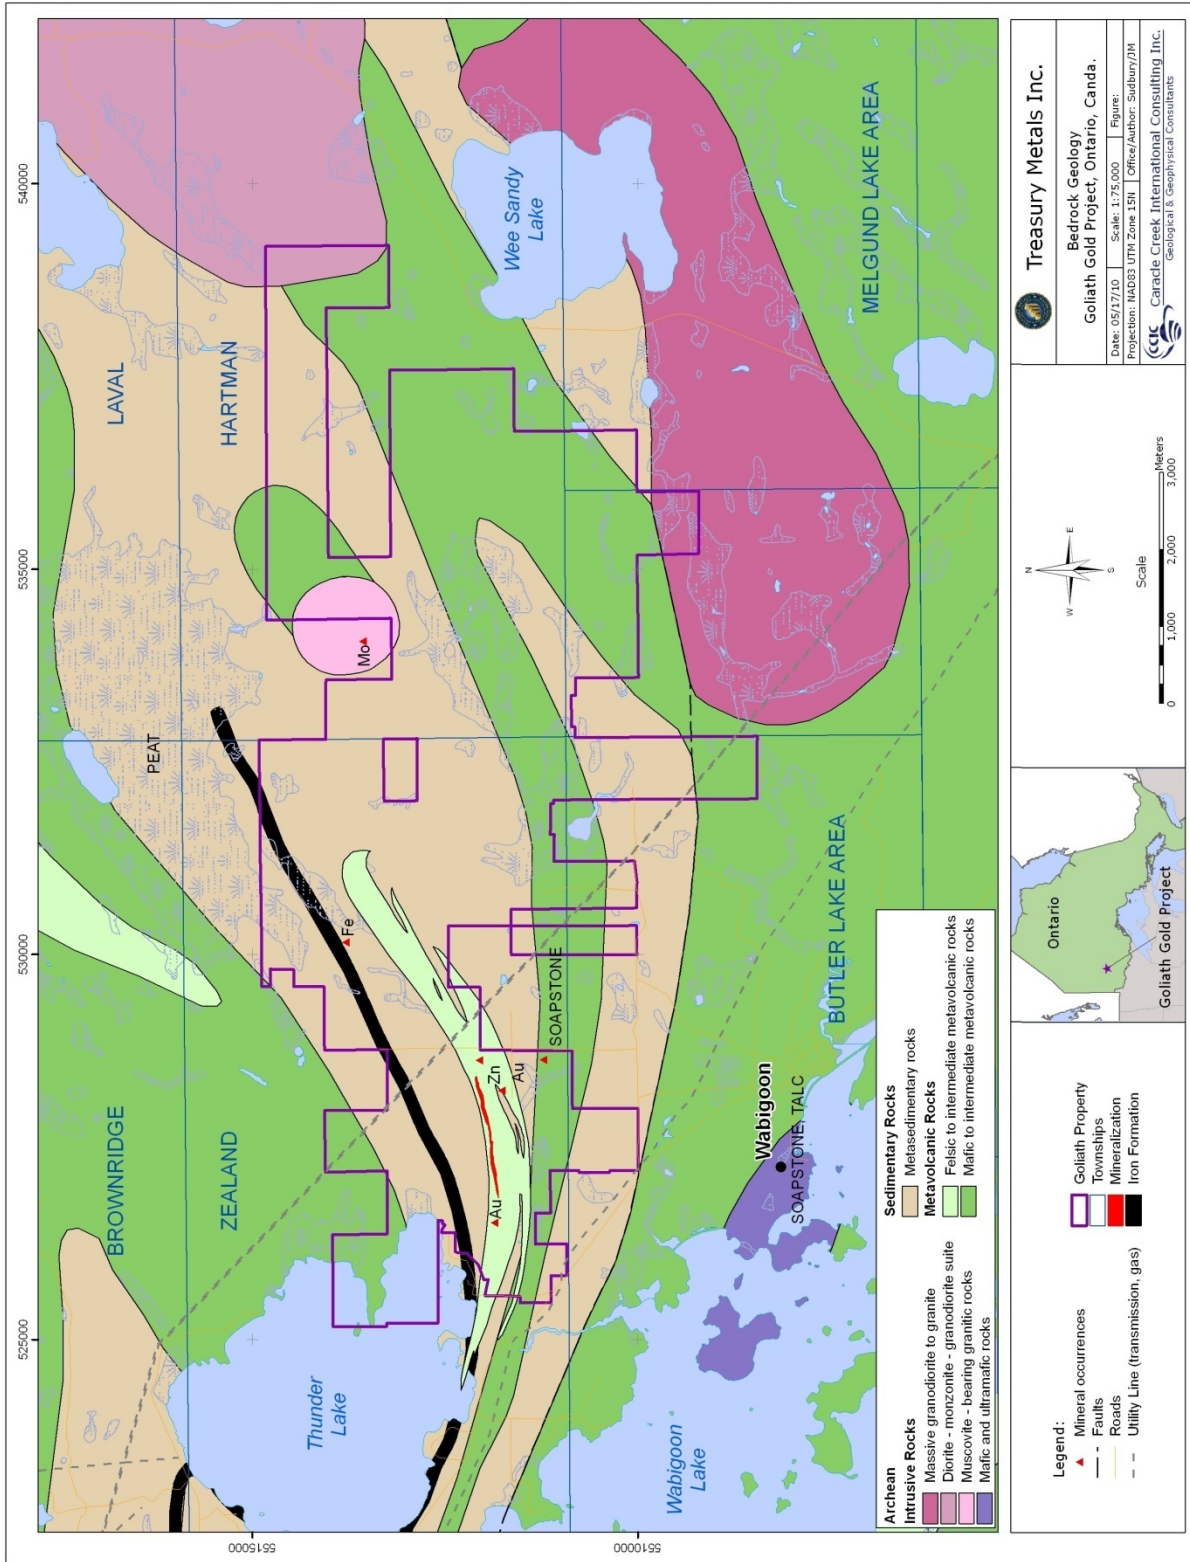 525000
530000
535000
540000
5515000
5510000
BROWNRIDGE
ZEALAND
PEAT
LAVAL
HARTMAN
Thunder
Lake
Fe
Mo
Au
Zn
Au
SOAPSTONE
Wee Sandy
Lake
Wabigoon
Lake
Wabigoon
SOAPSTONE, TALC
BUTLER LAKE AREA
MELGUND LAKE AREA
Archean
Intrusive Rocks
Massive granodiorite to granite
Diorite - monzonite - granodiorite suite
Muscovite - bearing granitic rocks
Mafic and ultramafic rocks
Sedimentary Rocks
Metasedimentary rocks
Metavolcanic Rocks
Felsic to intermediate metavolcanic rocks
Mafic to intermediate metavolcanic rocks
Legend:
Mineral occurrences
Faults
Roads
Utility Line (transmission, gas)
Goliath Property
Townships
Mineralization
Iron Formation
Ontario
Goliath Gold Project
N
W
E
S
Scale
0 1,000 2,000 3,000
Meters
Treasury Metals Inc.
Bedrock Geology
Goliath Gold Project, Ontario, Canda.
Date: 05/17/10 Scale: 1:75,000 Figure:
Projection: NAD83 UTM Zone 15N Office/Author: Sudbury/JM
CCIC
Caracle Creek International Consulting Inc.
Geological & Geophysical Consultants